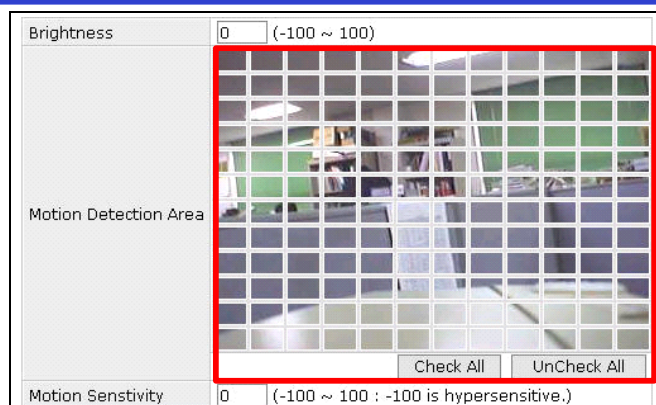 Brightness 0 (-100 ~ 100)
Motion Detection Area
Check All UnCheck All
Motion Senstivity 0 (-100 ~ 100 : -100 is hypersensitive.)